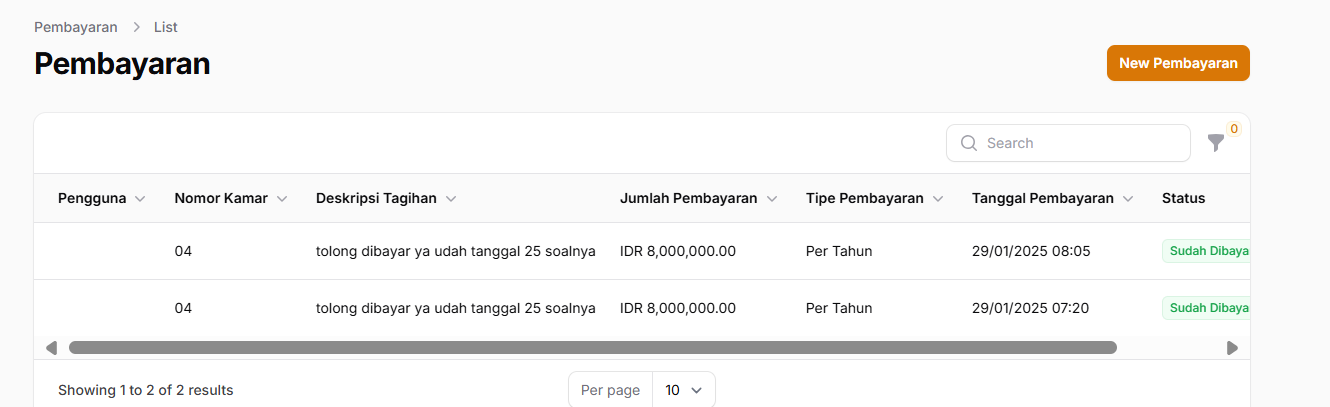 Pembayaran > List
Pembayaran
New Pembayaran
Search
0
Pengguna Nomor Kamar Deskripsi Tagihan Jumlah Pembayaran Tipe Pembayaran Tanggal Pembayaran Status
04 tolong dibayar ya udah tanggal 25 soalnya IDR 8,000,000.00 Per Tahun 29/01/2025 08:05 Sudah Dibaya
04 tolong dibayar ya udah tanggal 25 soalnya IDR 8,000,000.00 Per Tahun 29/01/2025 07:20 Sudah Dibaya
Showing 1 to 2 of 2 results Per page 10